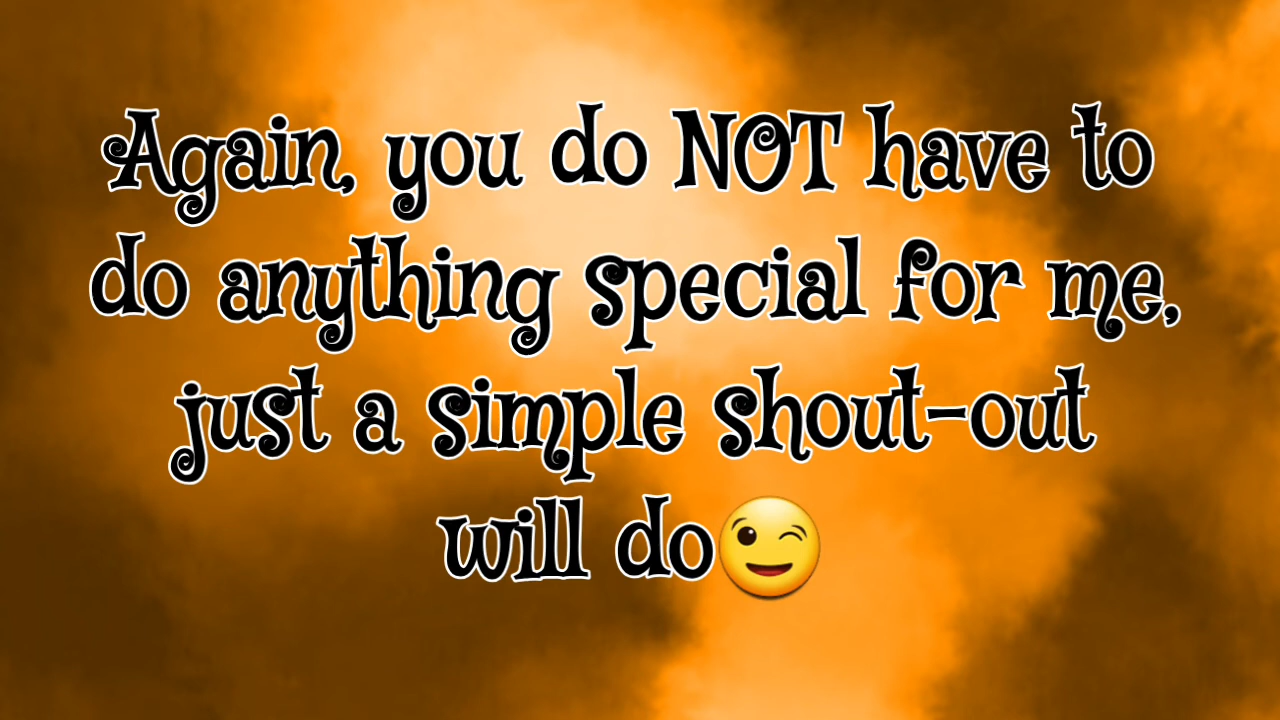 Again, you do NOT have to
do anything special for me,
just a simple shout-out
will do😉